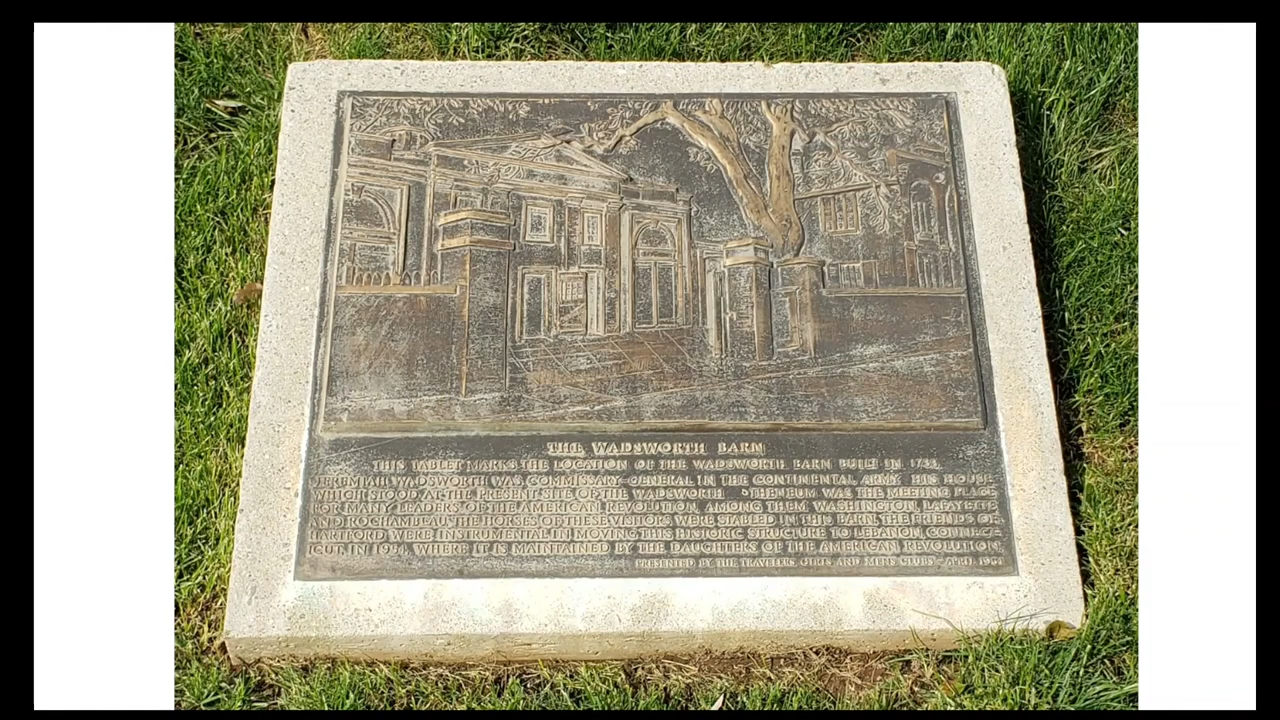 THE WADSWORTH BARN
THIS TABLET MARKS THE LOCATION OF THE WADSWORTH BARN BUILT IN
JEREMIAH WADSWORTH WAS COMMISSARY-GENERAL IN THE CONTINENTAL ARMY. HIS HOUSE,
WHICH STOOD AT THE PRESENT SITE OF THE WADSWORTH THENEUM WAS THE MEETING PLACE
FOR MANY LEADERS OF THE AMERICAN REVOLUTION, AMONG THEM WASHINGTON, LAFAYETTE
AND ROCHAMBEAU. THE HORSES OF THESE VISITORS WERE STABLED IN THIS BARN. THE FRIENDS OF
HARTFORD WERE INSTRUMENTAL IN MOVING THIS HISTORIC STRUCTURE TO LEBANON, CONNEC-
TICUT, IN 1954, WHERE IT IS MAINTAINED BY THE DAUGHTERS OF THE AMERICAN REVOLUTION.
PRESENTED BY THE TRAVELERS GIRLS AND MENS CLUBS - APRIL